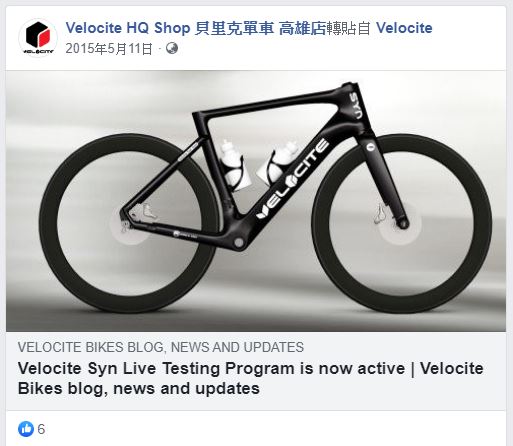 Velocite HQ Shop 貝里克單車 高雄店轉貼自 Velocite
2015年5月11日 ·
VELOCITE
SYN
VELOCITE
VELOCITE BIKES BLOG, NEWS AND UPDATES
Velocite Syn Live Testing Program is now active | Velocite
Bikes blog, news and updates
6